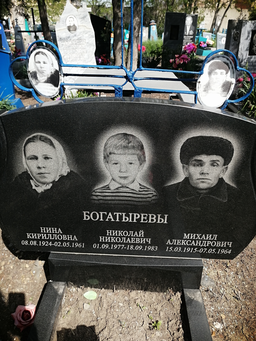 БОГАТЫРЕВЫ
НИНА
КИРИЛЛОВНА
08.08.1924-02.05.1961
НИКОЛАЙ
НИКОЛАЕВИЧ
01.09.1977-18.09.1983
МИХАИЛ
АЛЕКСАНДРОВИЧ
15.03.1915-07.05.1964